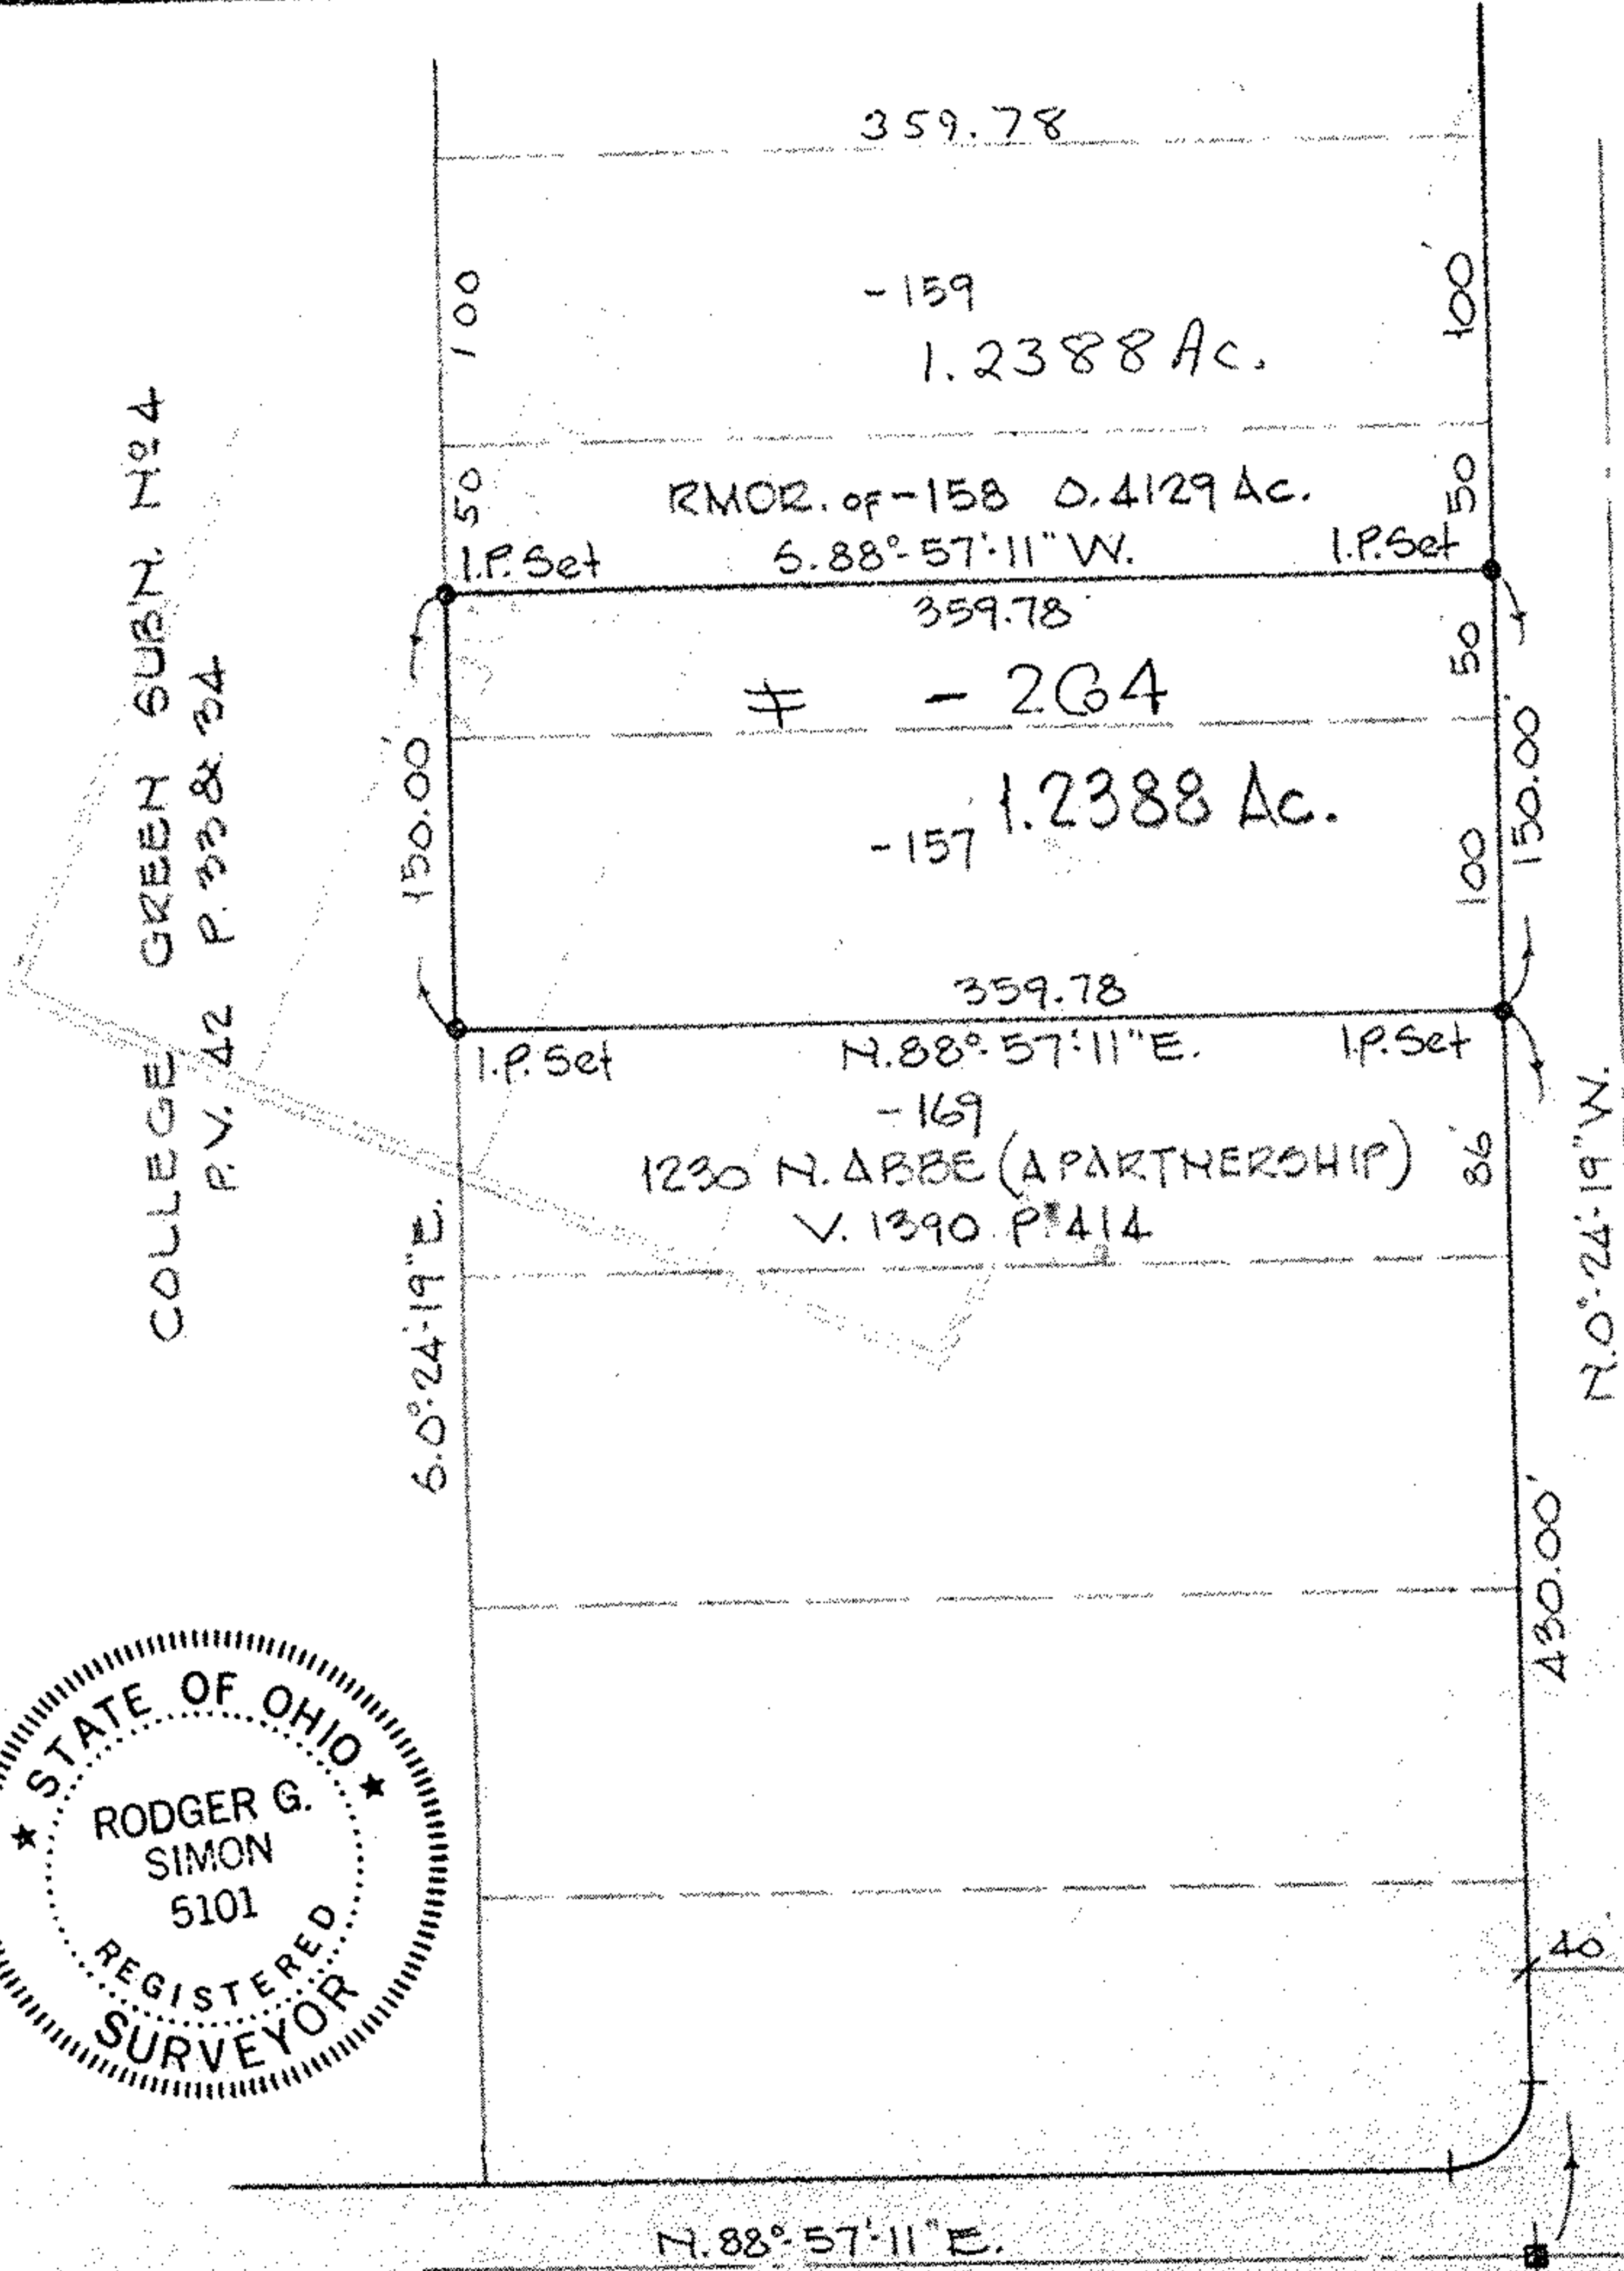 359.78
100
100'
-159
1.2388 Ac.
50
50'
RMDR. OF -158 0.4129 Ac.
I.P. Set
S.88°-57'-11"W.
I.P. Set
359.78'
50'
- 264
150.00'
150.00'
-157
1.2388 Ac.
100
359.78
I.P. Set
N.88°-57'-11"E.
I.P. Set
-169
86'
1230 N. ABBE (A PARTNERSHIP)
V. 1390 P. 414
COLLEGE GREEN SUB'N. Nº 4
P.V. 42 P. 33 & 34
S.0°-24'-19"E.
N.0°-24'-19"W.
430.00'
40'
STATE OF OHIO
RODGER G.
SIMON
5101
REGISTERED
SURVEYOR
N.88°-57'-11"E.